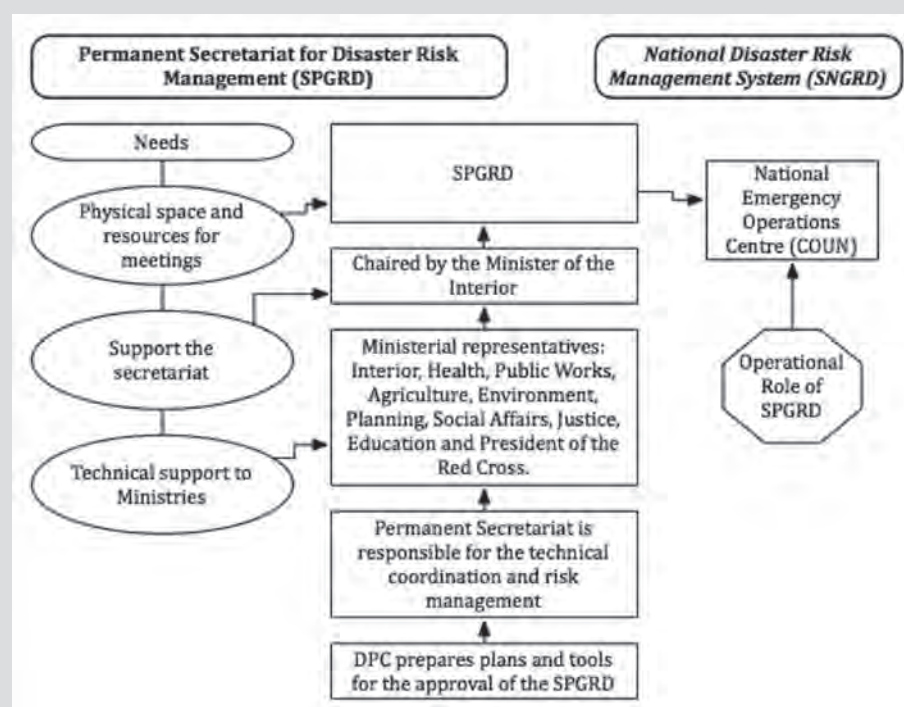 Permanent Secretariat for Disaster Risk
Management (SPGRD)
National Disaster Risk
Management System (SNGRD)
Needs
Physical space and
resources for
meetings
Support the
secretariat
Technical support to
Ministries
SPGRD
Chaired by the Minister of the
Interior
Ministerial representatives:
Interior, Health, Public Works,
Agriculture, Environment,
Planning, Social Affairs, Justice,
Education and President of the
Red Cross.
Permanent Secretariat is
responsible for the technical
coordination and risk
management
DPC prepares plans and tools
for the approval of the SPGRD
National
Emergency
Operations
Centre (COUN)
Operational
Role of
SPGRD